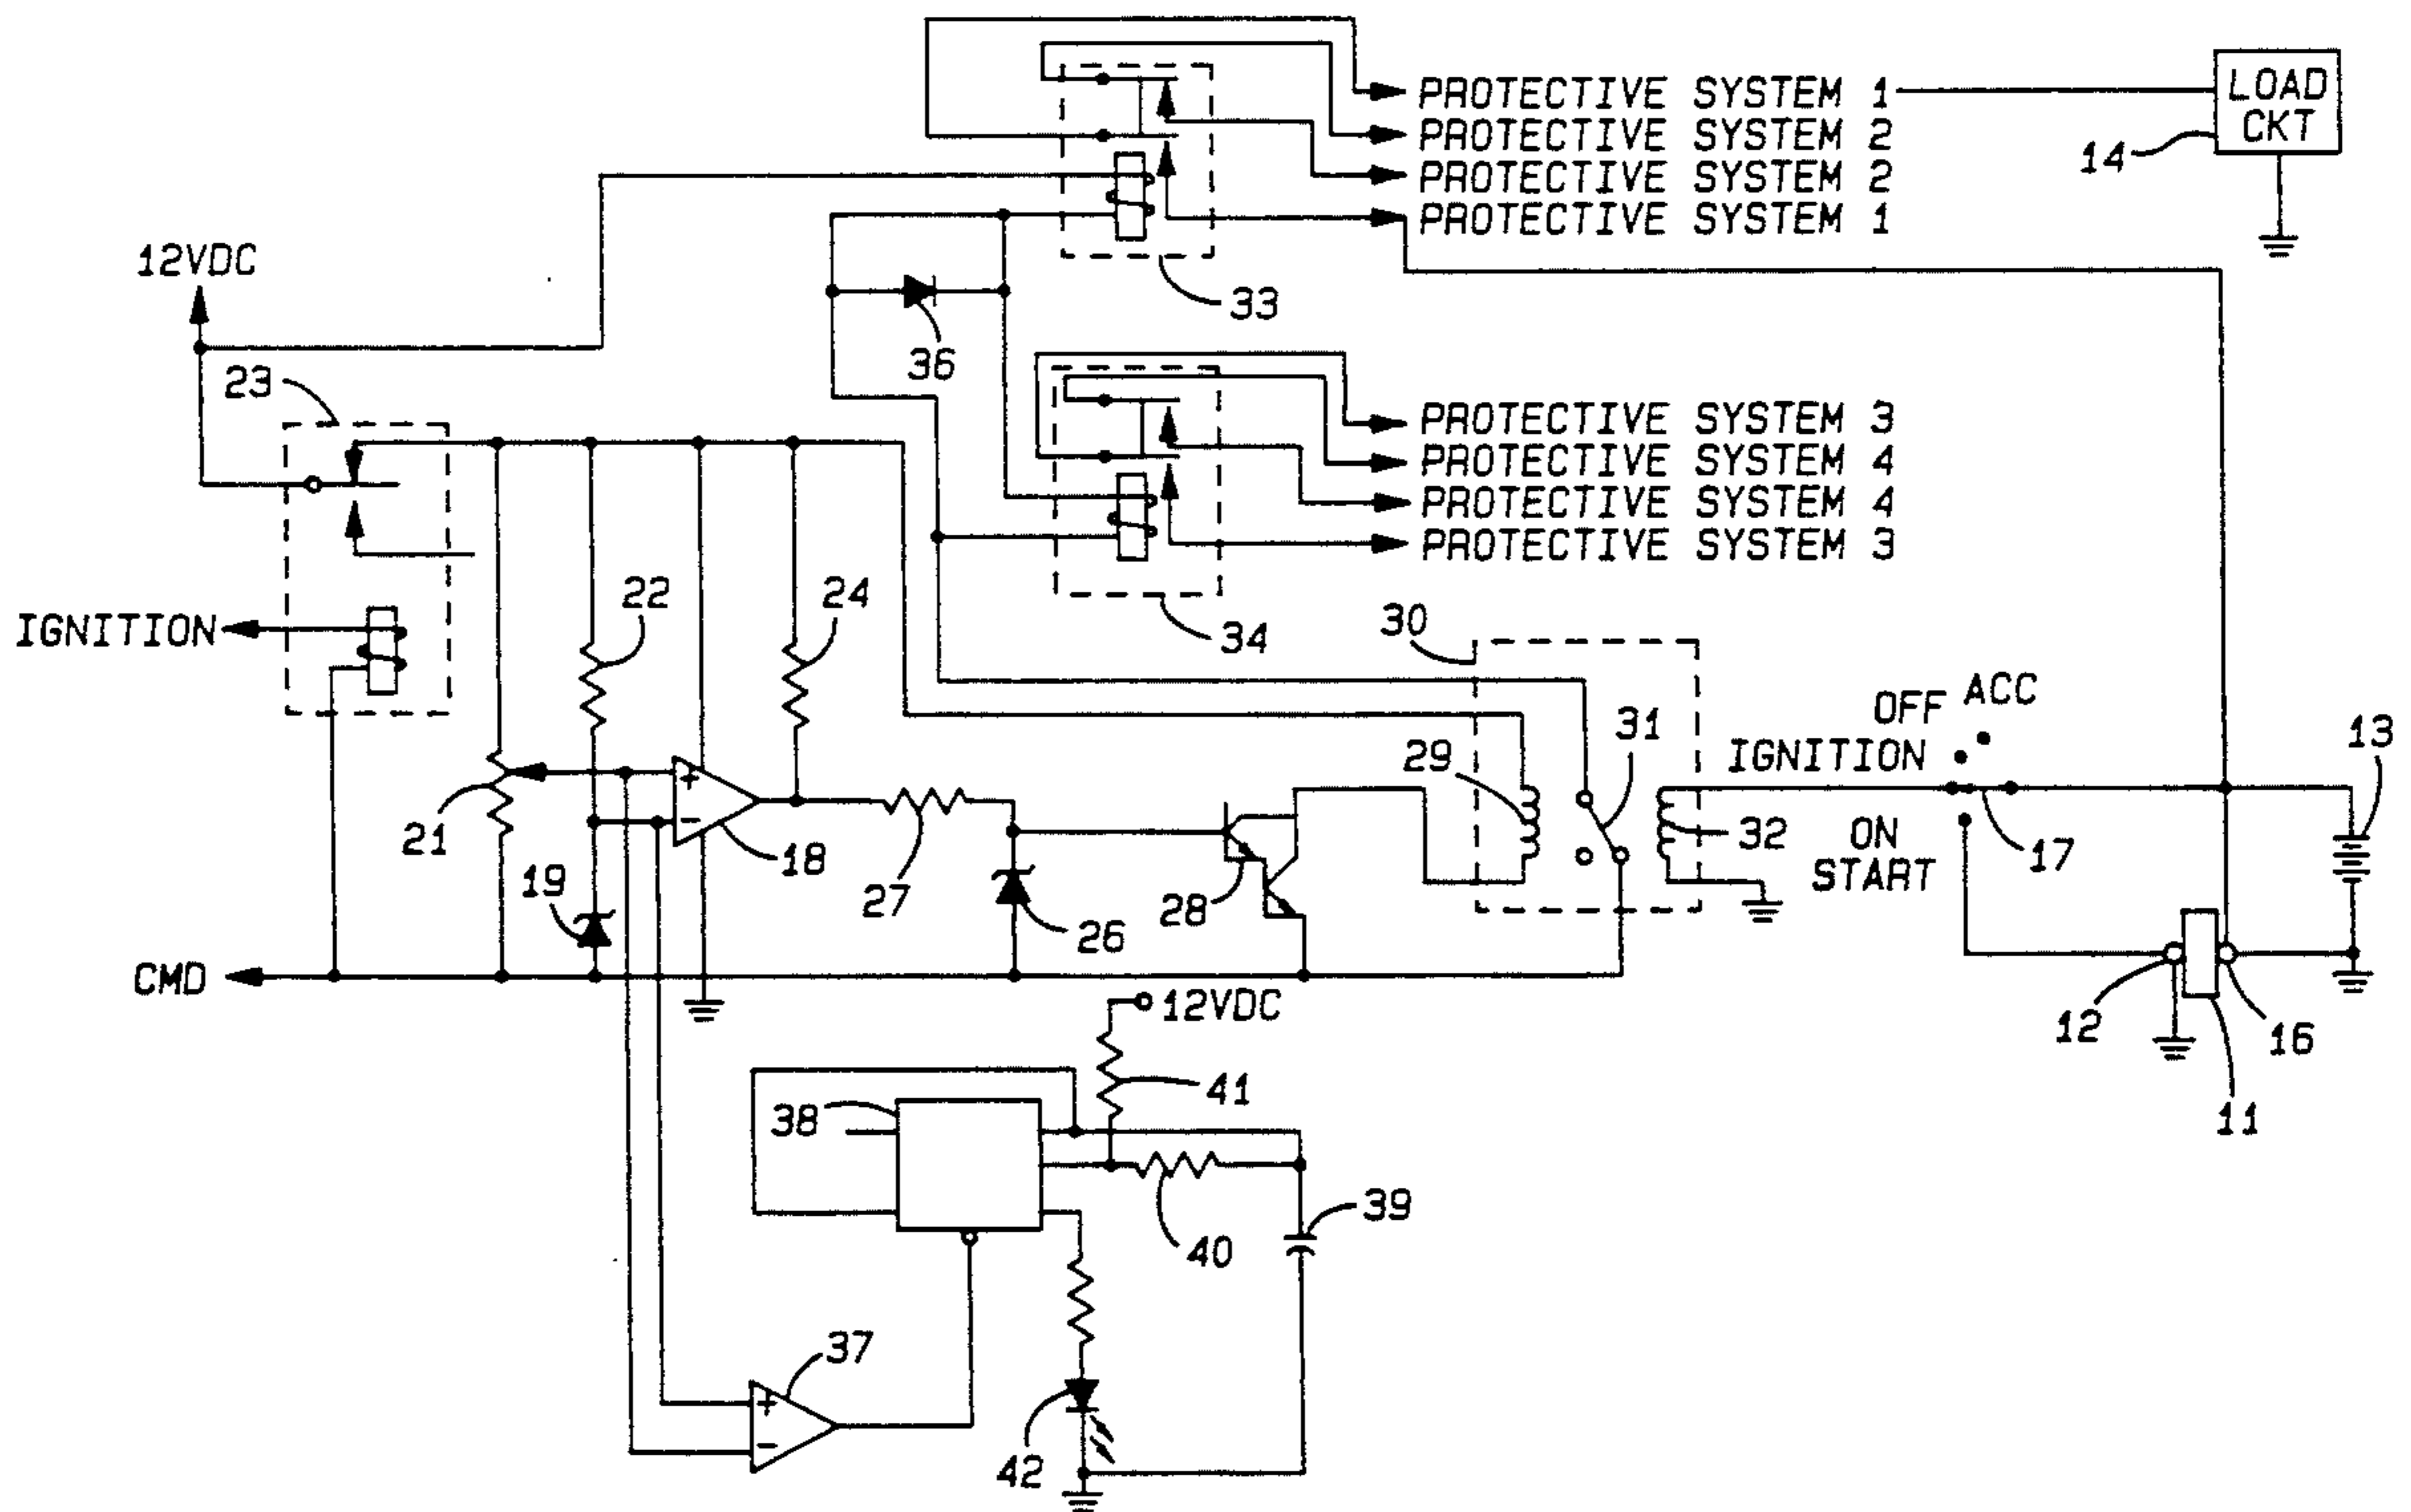 PROTECTIVE SYSTEM 1
PROTECTIVE SYSTEM 2
PROTECTIVE SYSTEM 2
PROTECTIVE SYSTEM 1
LOAD
CKT
14
12VDC
33
36
23
PROTECTIVE SYSTEM 3
PROTECTIVE SYSTEM 4
PROTECTIVE SYSTEM 4
PROTECTIVE SYSTEM 3
22
24
IGNITION
30
34
OFF ACC
31
IGNITION
29
13
+
-
21
18
32
ON
START
17
19
27
28
26
CMD
12VDC
12
16
41
38
11
39
40
37
+
-
42